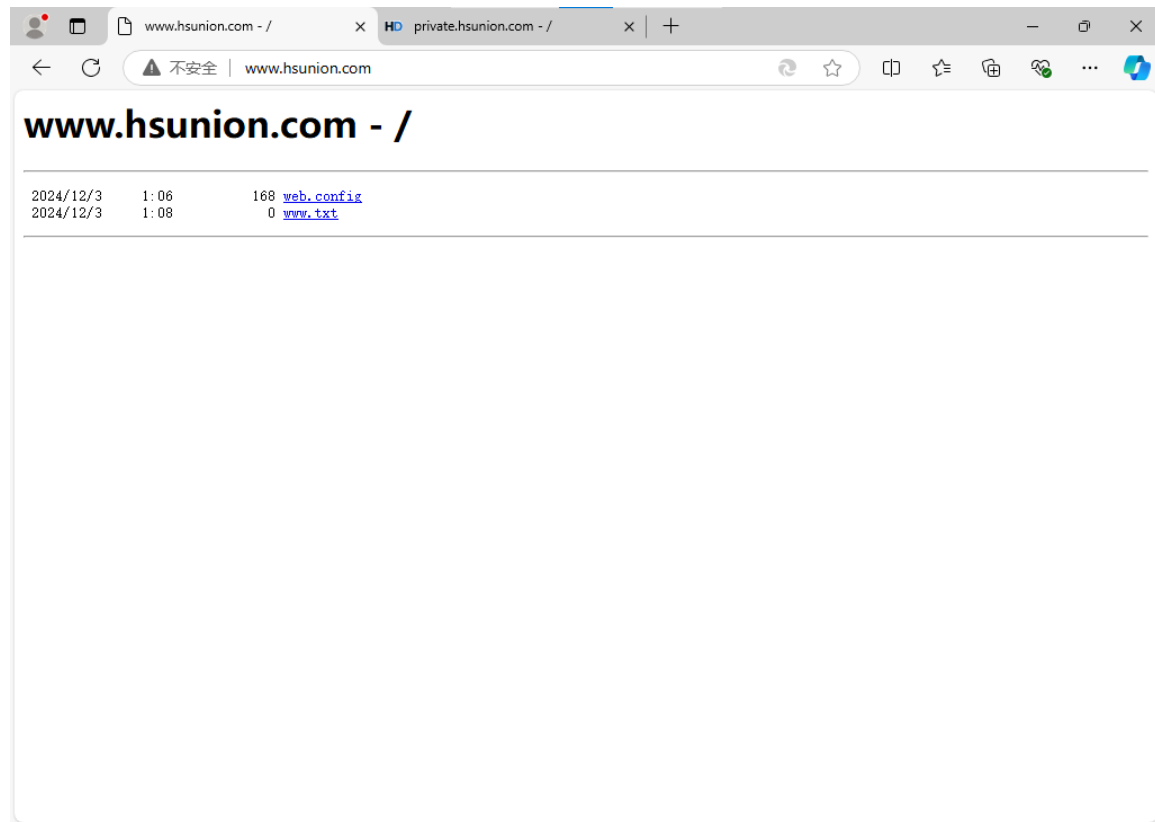 www.hsunion.com - /
HD private.hsunion.com - /
不安全 www.hsunion.com
www.hsunion.com - /
2024/12/3 1:06 168 web.config
2024/12/3 1:08 0 www.txt